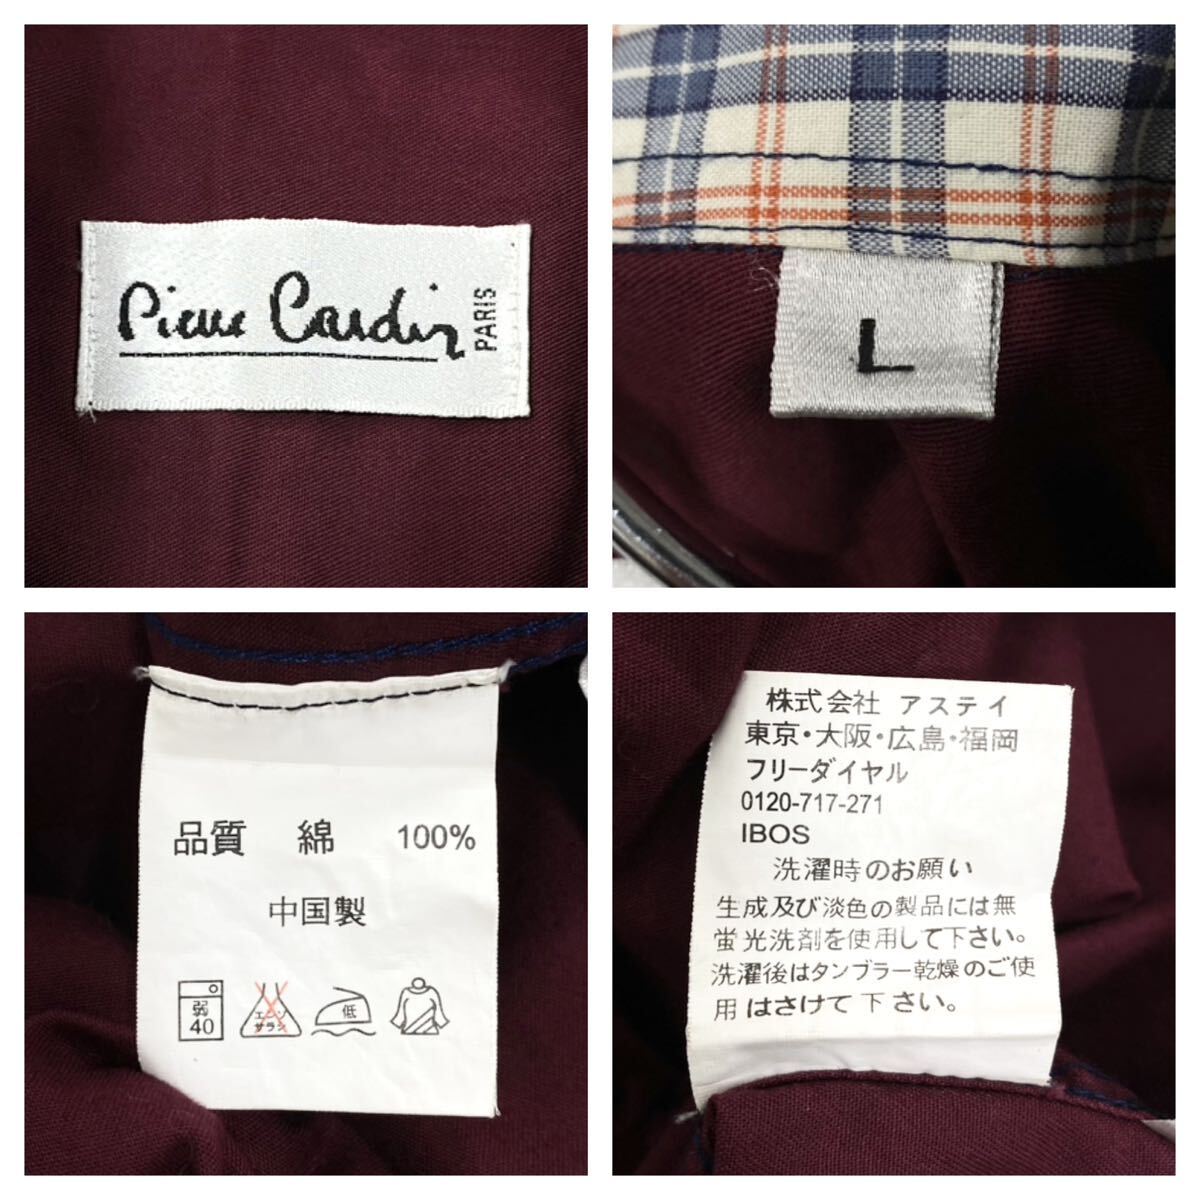 Pierre Cardin
PARIS
L
品質 綿 100%
中国製
弱
40
エンソ
サラシ
低
株式会社 アステイ
東京・大阪・広島・福岡
フリーダイヤル
0120-717-271
IBOS
洗濯時のお願い
生成及び淡色の製品には無
蛍光洗剤を使用して下さい。
洗濯後はタンブラー乾燥のご使
用はさけて下さい。